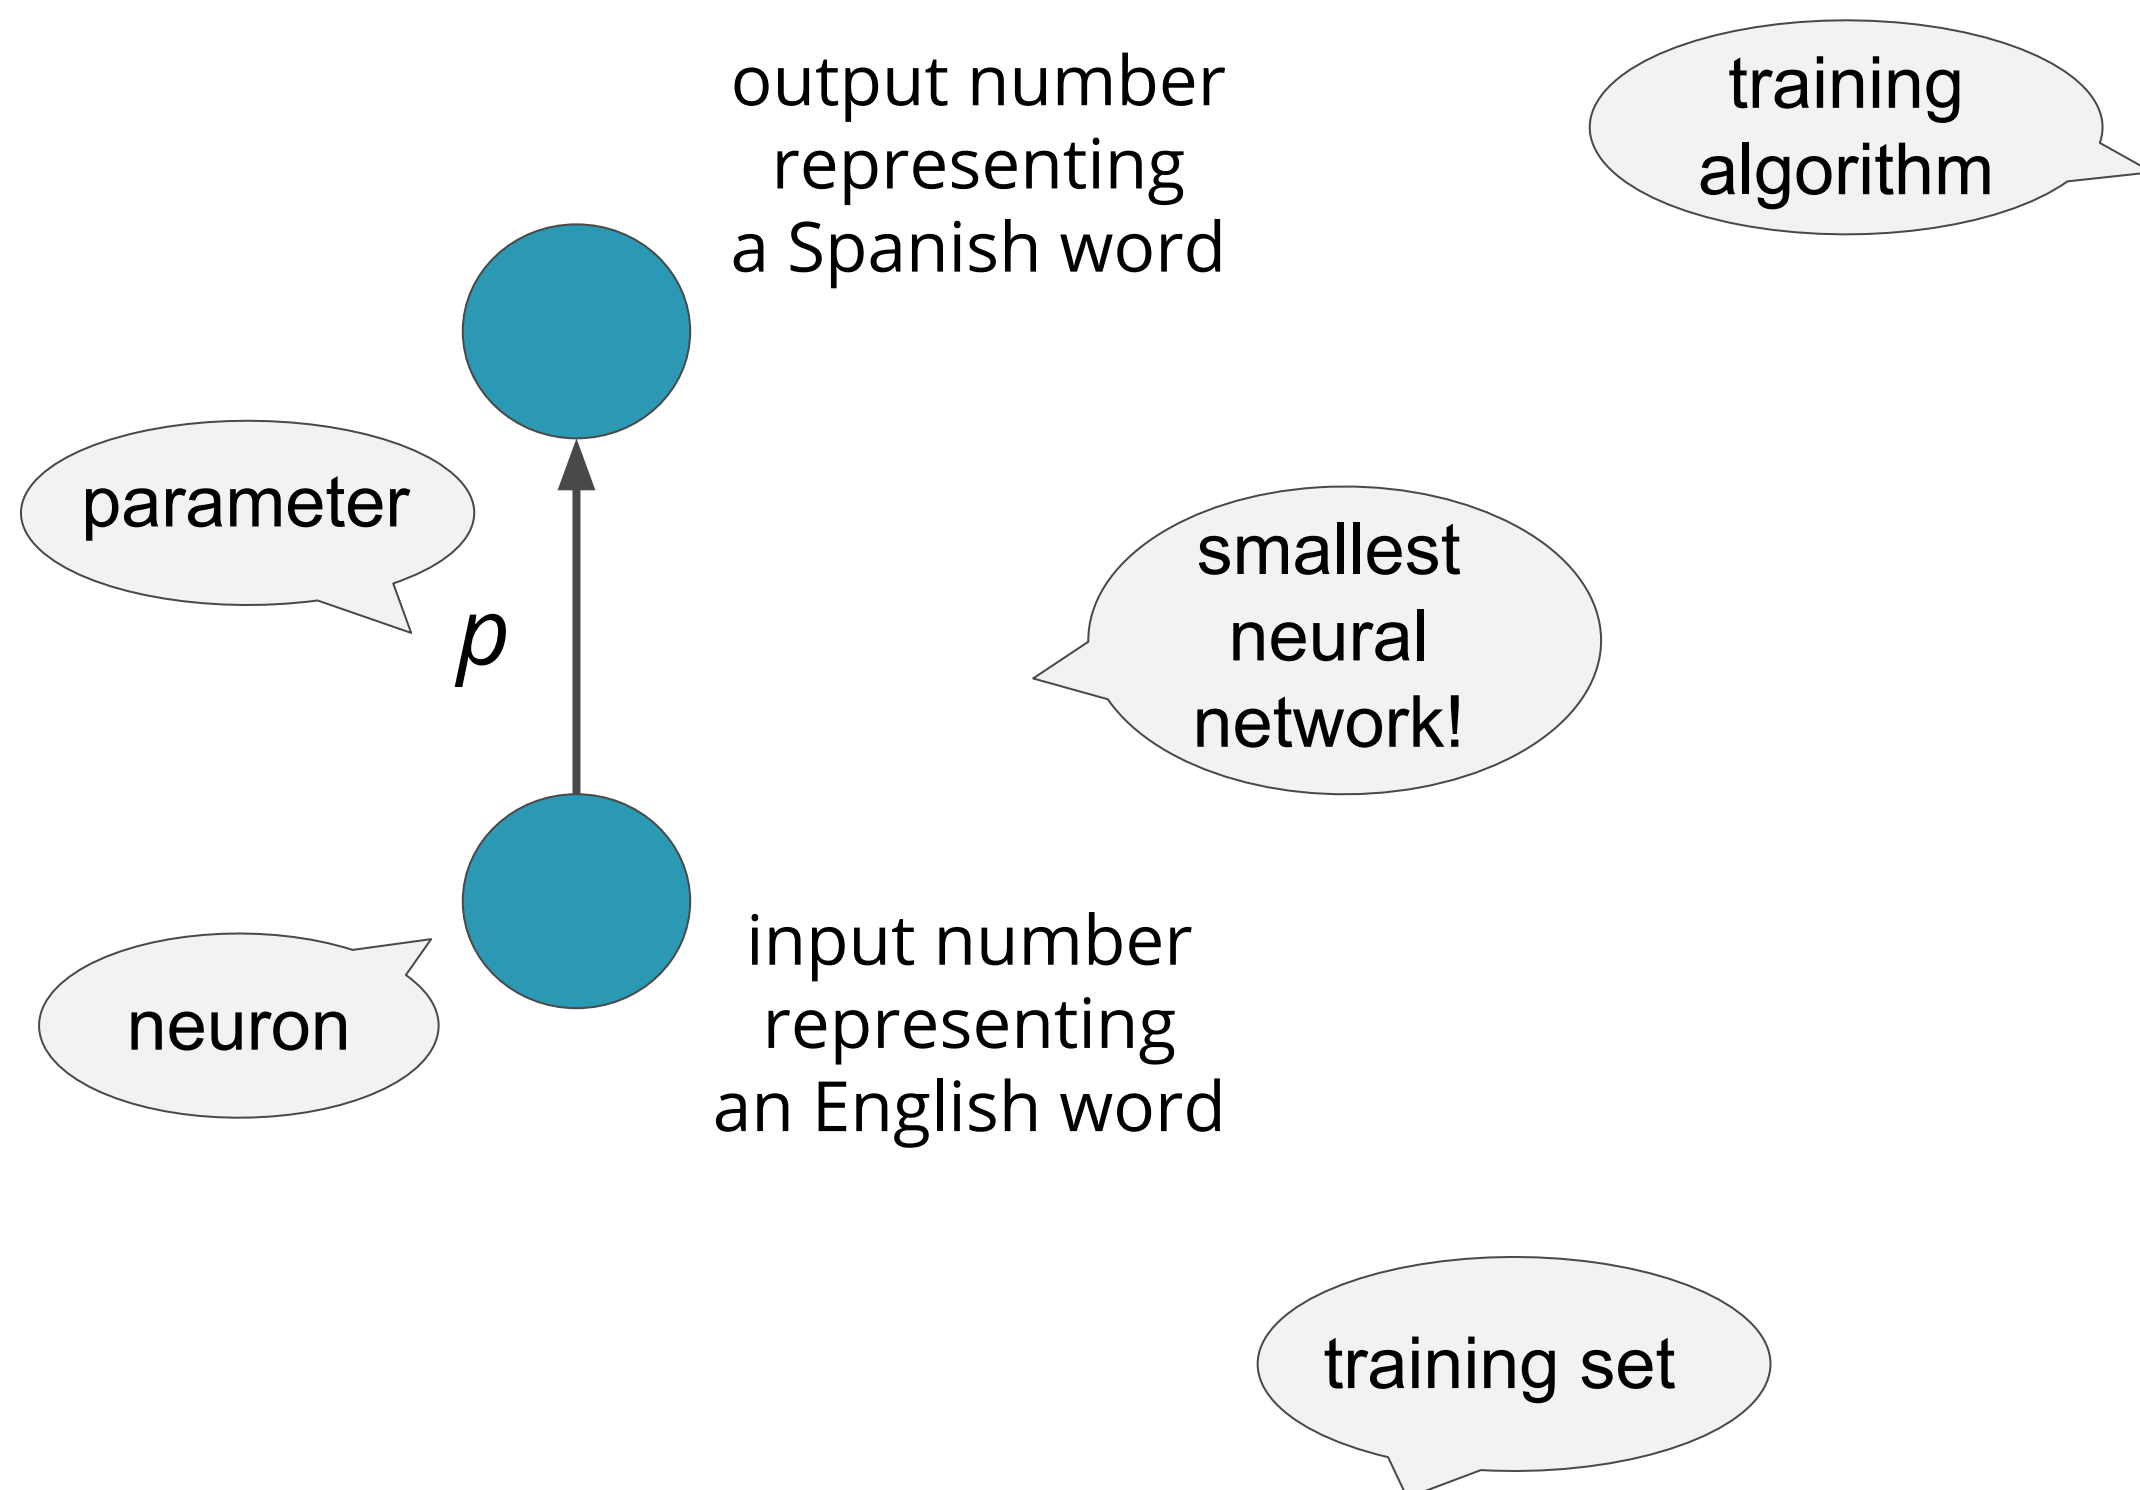 output number
representing
a Spanish word
training
algorithm
parameter
p
smallest
neural
network!
neuron
input number
representing
an English word
training set